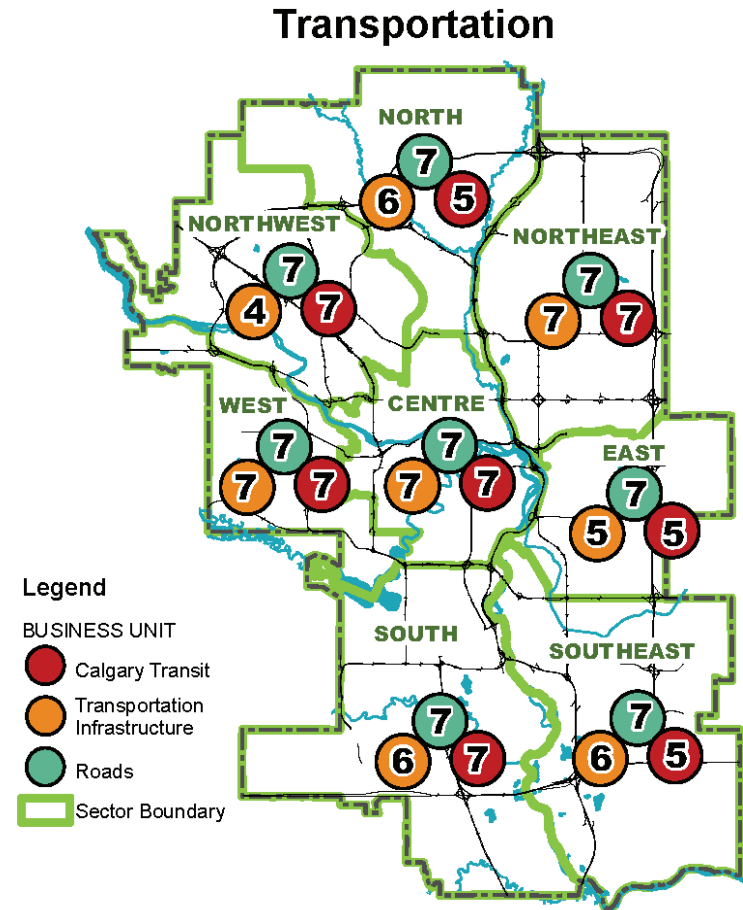 Transportation
NORTH
7
6 5
NORTHWEST
7
4 7
NORTHEAST
7
7 7
WEST
7
7 7
CENTRE
7
7 7
EAST
7
5 5
Legend
BUSINESS UNIT
Calgary Transit
Transportation
Infrastructure
Roads
Sector Boundary
SOUTH
7
6 7
SOUTHEAST
7
6 5